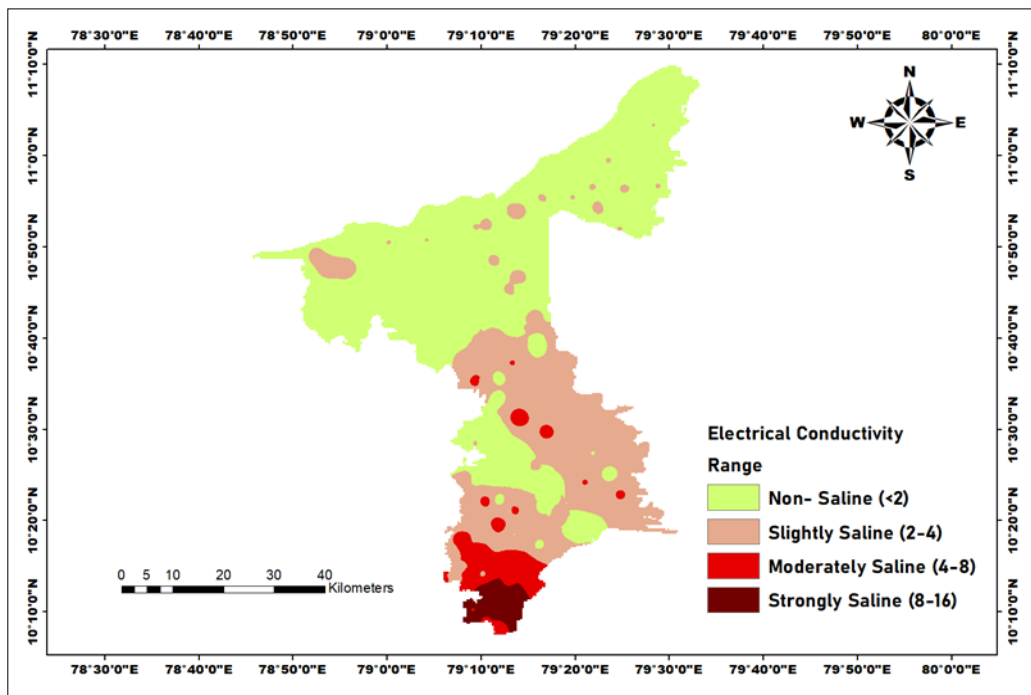 78°30'0"E 78°40'0"E 78°50'0"E 79°0'0"E 79°10'0"E 79°20'0"E 79°30'0"E 79°40'0"E 79°50'0"E 80°0'0"E
11°10'0"N 11°10'0"N
N
W E
S
11°0'0"N 11°0'0"N
10°50'0"N 10°50'0"N
10°40'0"N 10°40'0"N
10°30'0"N 10°30'0"N
Electrical Conductivity
Range
Non- Saline (<2)
10°20'0"N 10°20'0"N
Slightly Saline (2-4)
Moderately Saline (4-8)
0 5 10 20 30 40
Kilometers
Strongly Saline (8-16)
10°10'0"N 10°10'0"N
78°30'0"E 78°40'0"E 78°50'0"E 79°0'0"E 79°10'0"E 79°20'0"E 79°30'0"E 79°40'0"E 79°50'0"E 80°0'0"E